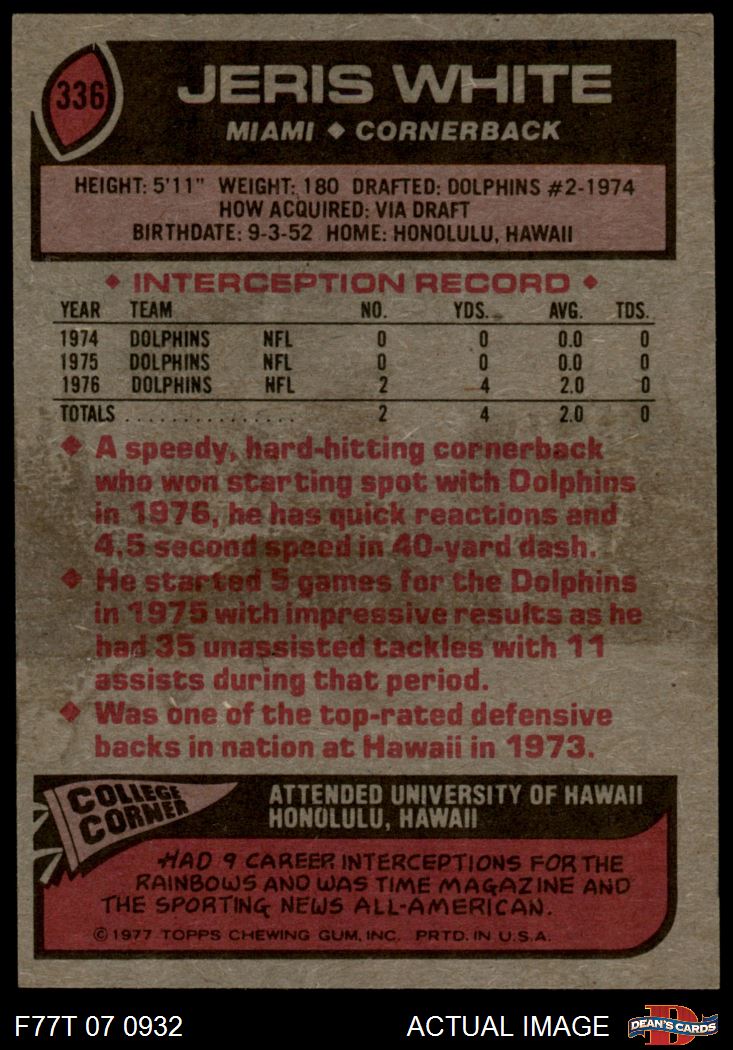 336
JERIS WHITE
MIAMI ♦ CORNERBACK
HEIGHT: 5'11" WEIGHT: 180 DRAFTED: DOLPHINS #2-1974
HOW ACQUIRED: VIA DRAFT
BIRTHDATE: 9-3-52 HOME: HONOLULU, HAWAII
♦ INTERCEPTION RECORD ♦
YEAR TEAM NO. YDS. AVG. TDS.
1974 DOLPHINS NFL 0 0 0.0 0
1975 DOLPHINS NFL 0 0 0.0 0
1976 DOLPHINS NFL 2 4 2.0 0
TOTALS . . . . . . . . . . . . . . . . 2 4 2.0 0
♦ A speedy, hard-hitting cornerback
who won starting spot with Dolphins
in 1976, he has quick reactions and
4.5 second speed in 40-yard dash.
♦ He started 5 games for the Dolphins
in 1975 with impressive results as he
had 35 unassisted tackles with 11
assists during that period.
♦ Was one of the top-rated defensive
backs in nation at Hawaii in 1973.
COLLEGE
CORNER
ATTENDED UNIVERSITY OF HAWAII
HONOLULU, HAWAII
HAD 9 CAREER INTERCEPTIONS FOR THE
RAINBOWS AND WAS TIME MAGAZINE AND
THE SPORTING NEWS ALL-AMERICAN.
© 1977 TOPPS CHEWING GUM, INC. PRTD. IN U.S.A.
F77T 07 0932 ACTUAL IMAGE
D
DEAN'S CARDS